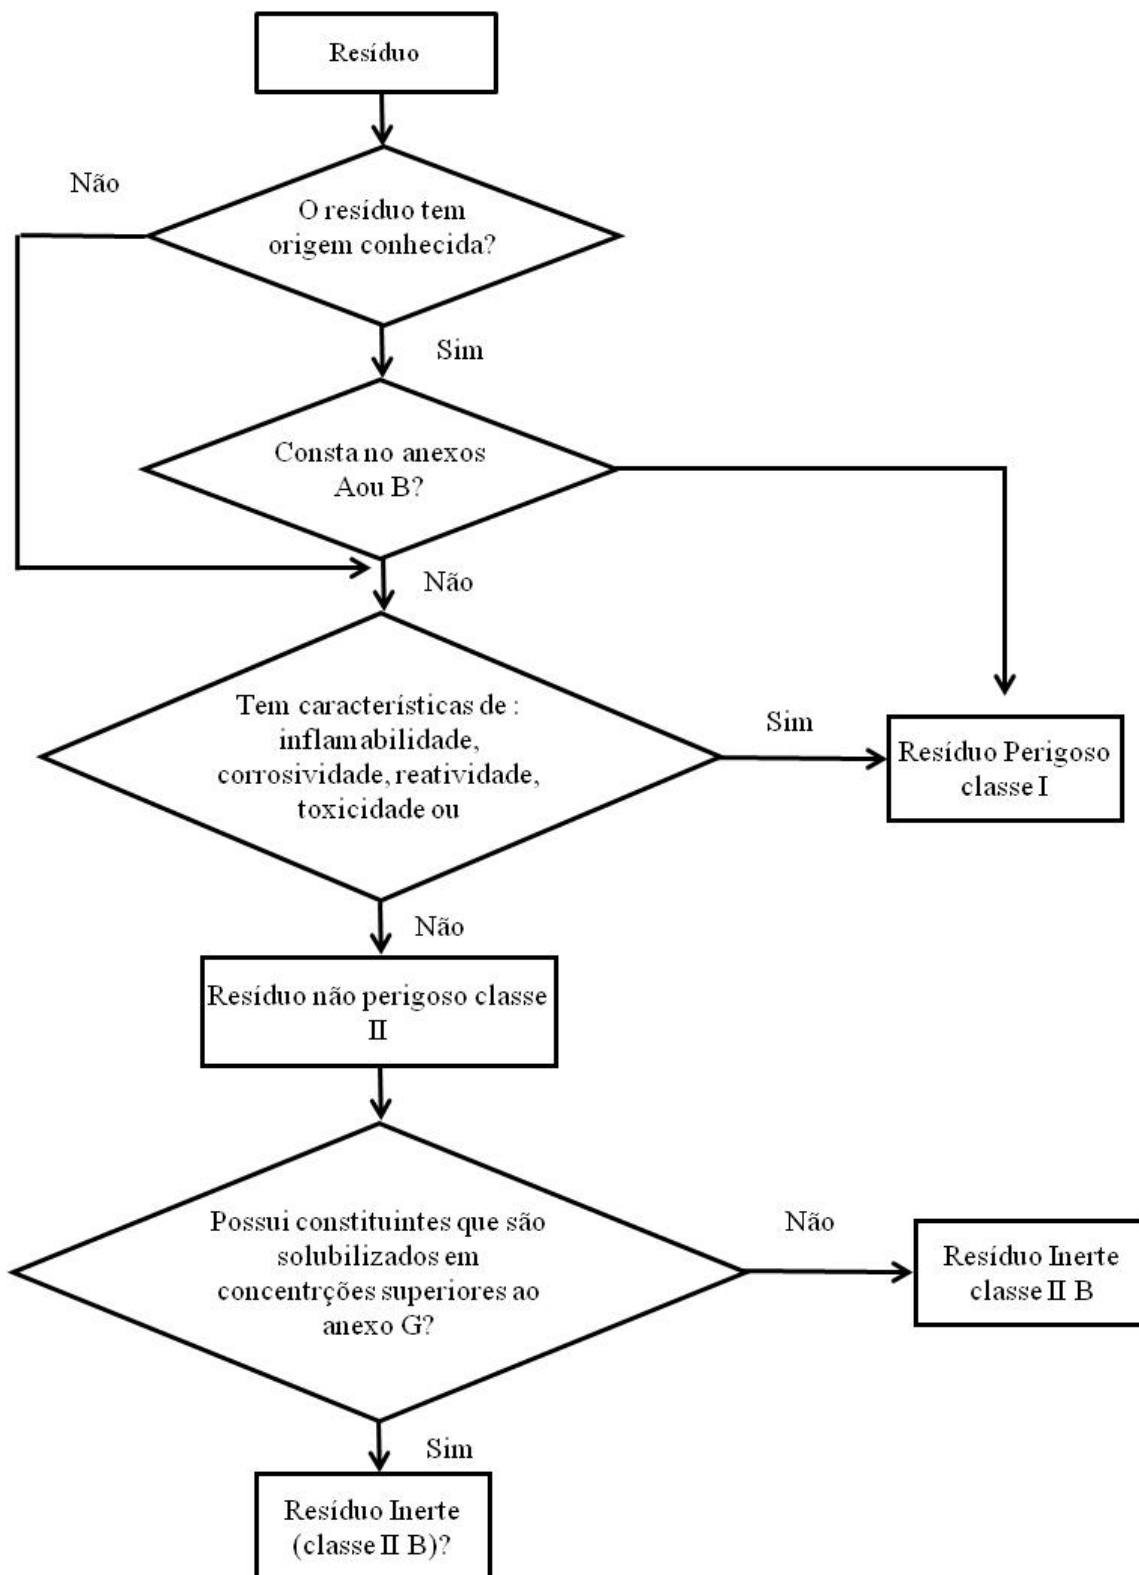 Resíduo
Não
O resíduo tem
origem conhecida?
Sim
Consta no anexos
Aou B?
Não
Tem características de :
inflamabilidade,
corrosividade, reatividade,
toxicidade ou
Sim
Resíduo Perigoso
classe I
Não
Resíduo não perigoso classe
II
Possui constituintes que são
solubilizados em
concentrções superiores ao
anexo G?
Não
Resíduo Inerte
classe II B
Sim
Resíduo Inerte
(classe II B)?